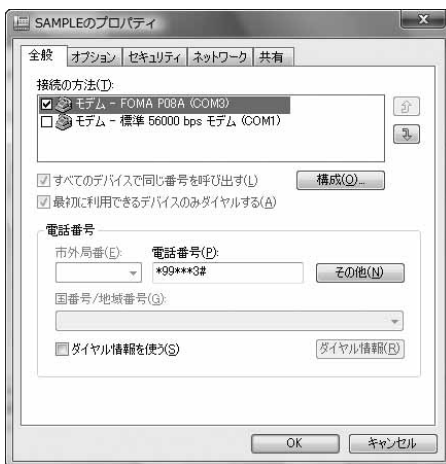 SAMPLEのプロパティ
全般 オプション セキュリティ ネットワーク 共有
接続の方法(T):
モデム - FOMA P08A (COM3)
モデム - 標準 56000 bps モデム (COM1)
すべてのデバイスで同じ番号を呼び出す(L)
構成(O)...
最初に利用できるデバイスのみダイヤルする(A)
電話番号
市外局番(E): 電話番号(P):
*99***3# その他(N)
国番号/地域番号(G):
ダイヤル情報を使う(S) ダイヤル情報(R)
OK キャンセル